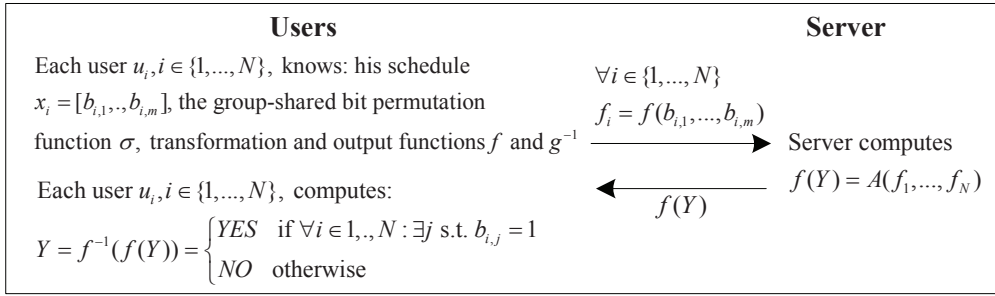 Users
Each user u_i, i ∈ {1,...,N}, knows: his schedule
x_i = [b_{i,1},.,b_{i,m}], the group-shared bit permutation
function σ, transformation and output functions f and g^{-1}
Each user u_i, i ∈ {1,...,N}, computes:
Y = f^{-1}(f(Y)) = { YES if ∀i ∈ 1,.,N : ∃j s.t. b_{i,j} = 1
NO otherwise
∀i ∈ {1,...,N}
f_i = f(b_{i,1},...,b_{i,m})
f(Y)
Server
Server computes
f(Y) = A(f_1,...,f_N)